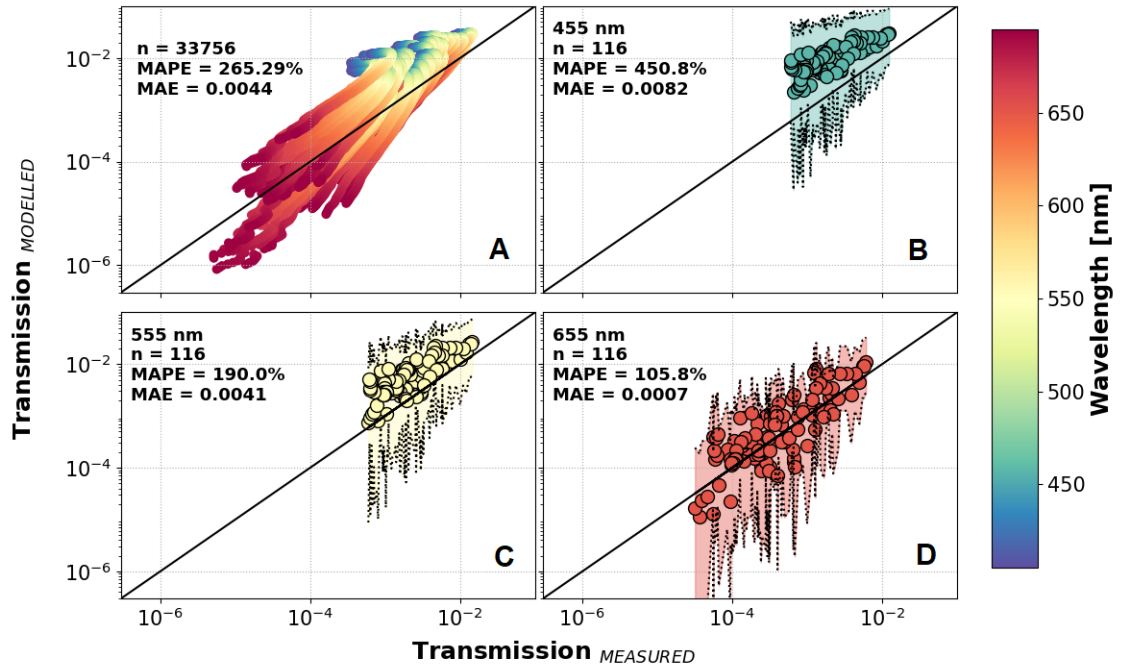 n = 33756
MAPE = 265.29%
MAE = 0.0044
A
455 nm
n = 116
MAPE = 450.8%
MAE = 0.0082
B
555 nm
n = 116
MAPE = 190.0%
MAE = 0.0041
C
655 nm
n = 116
MAPE = 105.8%
MAE = 0.0007
D
10⁻²
10⁻⁴
10⁻⁶
10⁻²
10⁻⁴
10⁻⁶
10⁻⁶ 10⁻⁴ 10⁻² 10⁻⁶ 10⁻⁴ 10⁻²
Transmission MODELLED
Transmission MEASURED
650
600
550
500
450
Wavelength [nm]